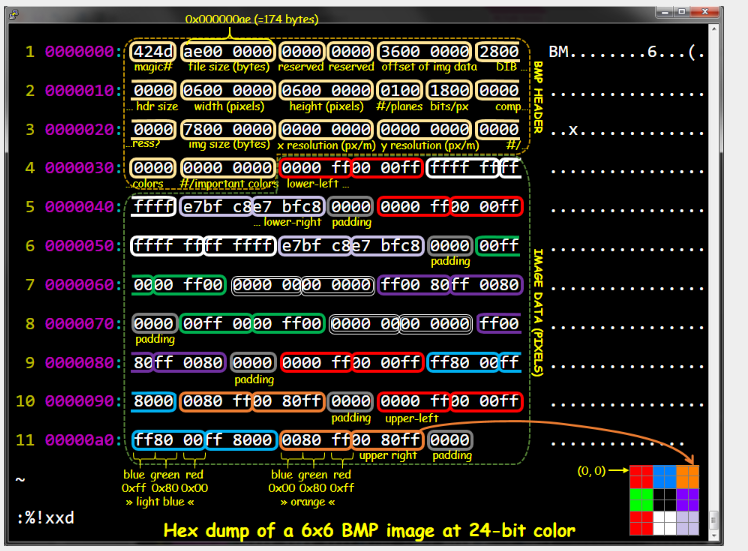 0x000000ae (=174 bytes)
1 0000000: 424d ae00 0000 0000 0000 3600 0000 2800 BM........6...(.
magic# file size (bytes) reserved reserved offset of img data DIB ...
2 0000010: 0000 0600 0000 0600 0000 0100 1800 0000 ................
... hdr size width (pixels) height (pixels) #/planes bits/px comp...
3 0000020: 0000 7800 0000 0000 0000 0000 0000 0000 ..x.............
...ress? img size (bytes) x resolution (px/m) y resolution (px/m) #/
4 0000030: 0000 0000 0000 0000 ff00 00ff ffff ffff ................
colors #/important colors lower-left ...
BMP HEADER
5 0000040: ffff e7bf c8e7 bfc8 0000 0000 ff00 00ff ................
... lower-right padding
6 0000050: ffff ffff ffff e7bf c8e7 bfc8 0000 00ff ................
padding
7 0000060: 0000 ff00 0000 0000 0000 ff00 80ff 0080 ................
8 0000070: 0000 00ff 0000 ff00 0000 0000 0000 ff00 ................
padding
9 0000080: 80ff 0080 0000 0000 ff00 00ff ff80 00ff ................
padding
10 0000090: 8000 0080 ff00 80ff 0000 0000 ff00 00ff ................
padding upper-left
11 00000a0: ff80 00ff 8000 0080 ff00 80ff 0000 ..............
upper right padding
IMAGE DATA (PIXELS)
blue green red blue green red
0xff 0x80 0x00 0x00 0x80 0xff
» light blue « » orange «
(0, 0)
~
:%!xxd
Hex dump of a 6x6 BMP image at 24-bit color